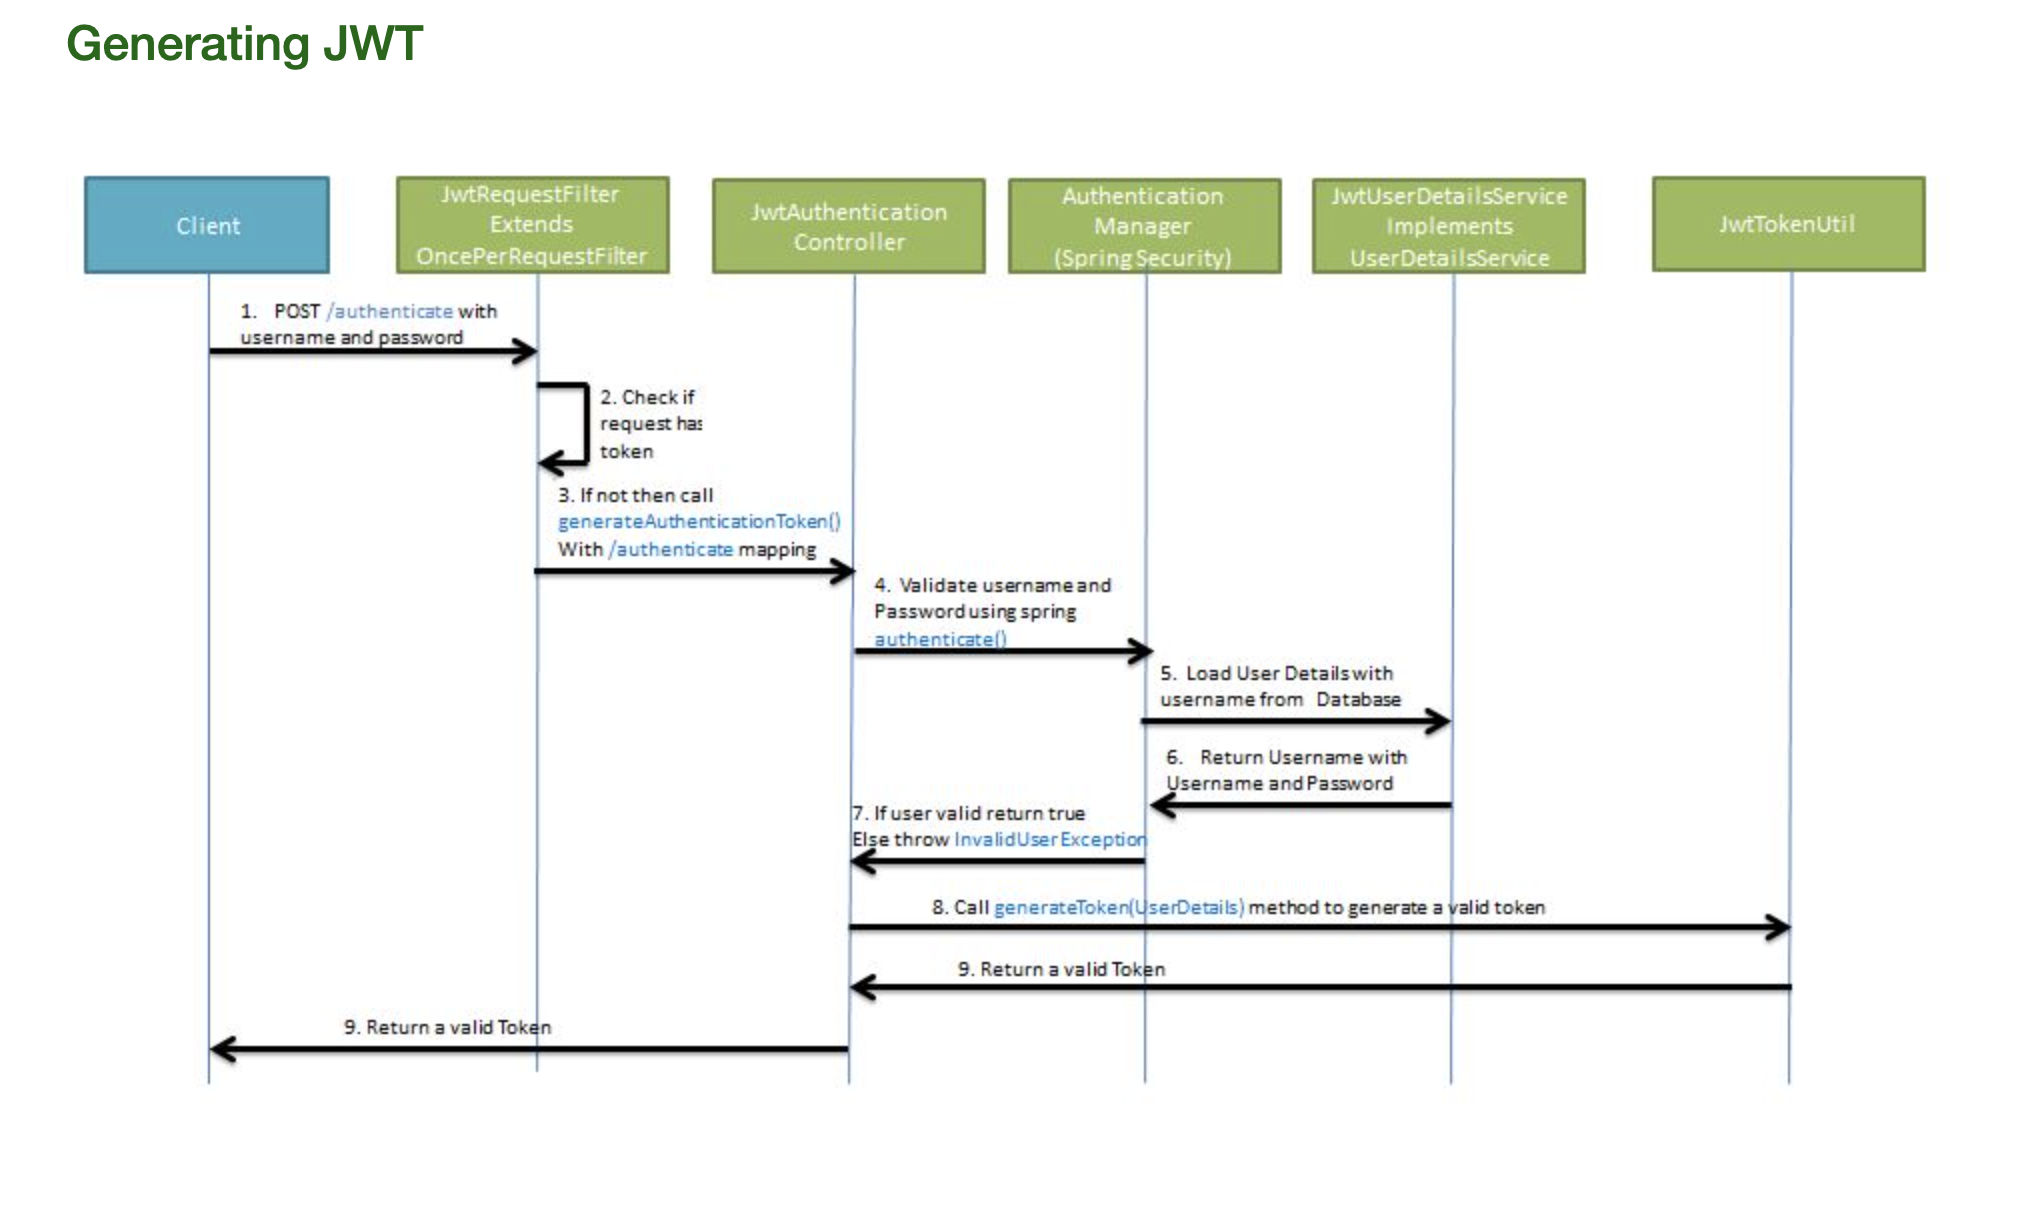 Generating JWT
Client
JwtRequestFilter
Extends
OncePerRequestFilter
JwtAuthentication
Controller
Authentication
Manager
(Spring Security)
JwtUserDetailsService
Implements
UserDetailsService
JwtTokenUtil
1. POST /authenticate with
username and password
2. Check if
request has
token
3. If not then call
generateAuthenticationToken()
With /authenticate mapping
4. Validate username and
Password using spring
authenticate()
5. Load User Details with
username from Database
6. Return Username with
Username and Password
7. If user valid return true
Else throw InvalidUserException
8. Call generateToken(UserDetails) method to generate a valid token
9. Return a valid Token
9. Return a valid Token